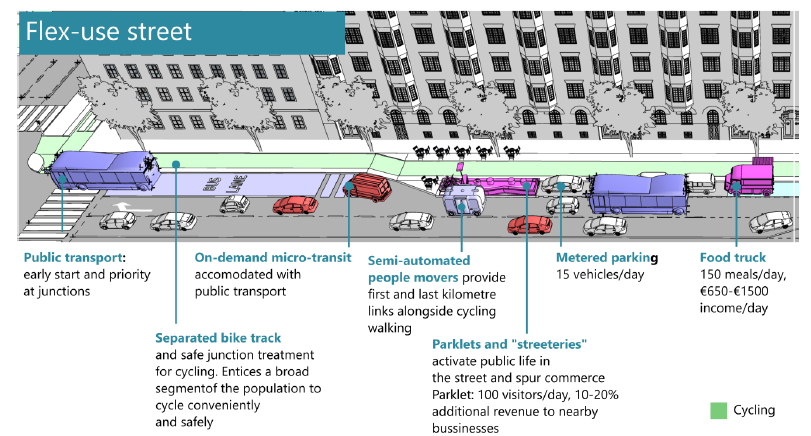 Flex-use street
BUS
LANE
Public transport:
early start and priority
at junctions
On-demand micro-transit
accomodated with
public transport
Semi-automated
people movers provide
first and last kilometre
links alongside cycling
walking
Metered parking
15 vehicles/day
Food truck
150 meals/day,
€650-€1500
income/day
Separated bike track
and safe junction treatment
for cycling. Entices a broad
segmentof the population to
cycle conveniently
and safely
Parklets and "streeteries"
activate public life in
the street and spur commerce
Parklet: 100 visitors/day, 10-20%
additional revenue to nearby
bussinesses
Cycling